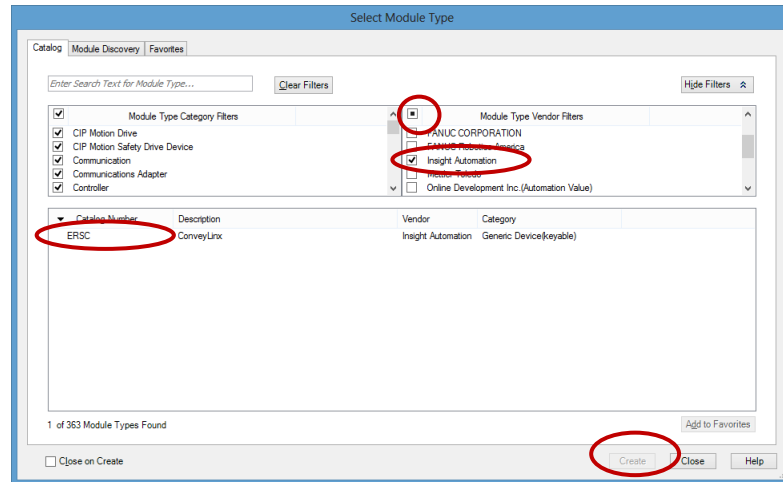 Select Module Type
Catalog Module Discovery Favorites
Enter Search Text for Module Type... Clear Filters Hide Filters
Module Type Category Filters Module Type Vendor Filters
CIP Motion Drive FANUC CORPORATION
CIP Motion Safety Drive Device FANUC Robotics America
Communication Insight Automation
Communications Adapter Mettler-Toledo
Controller Online Development Inc.(Automation Value)
Catalog Number Description Vendor Category
ERSC ConveyLinx Insight Automation Generic Device(keyable)
1 of 363 Module Types Found Add to Favorites
Close on Create Create Close Help